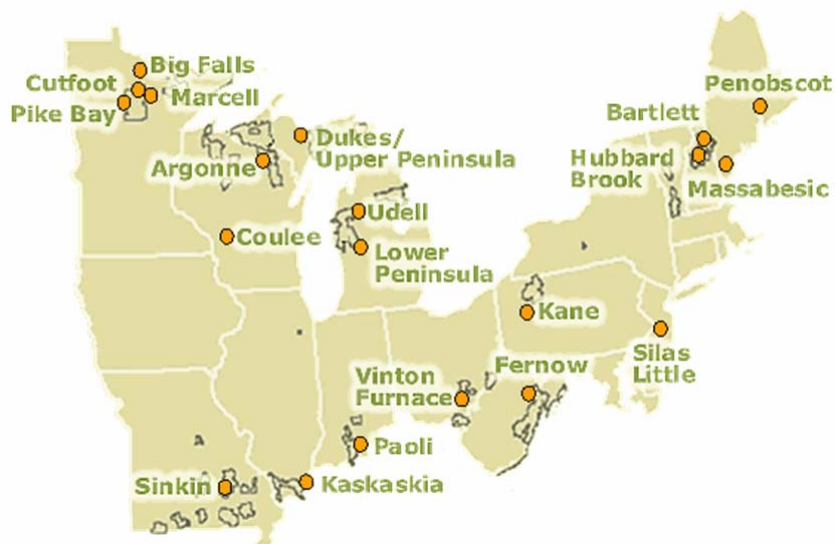 Big Falls
Cutfoot
Marcell
Pike Bay
Penobscot
Bartlett
Dukes/
Upper Peninsula
Argonne
Hubbard
Brook
Massabesic
Udell
Coulee
Lower
Peninsula
Kane
Silas
Little
Fernow
Vinton
Furnace
Paoli
Sinkin
Kaskaskia